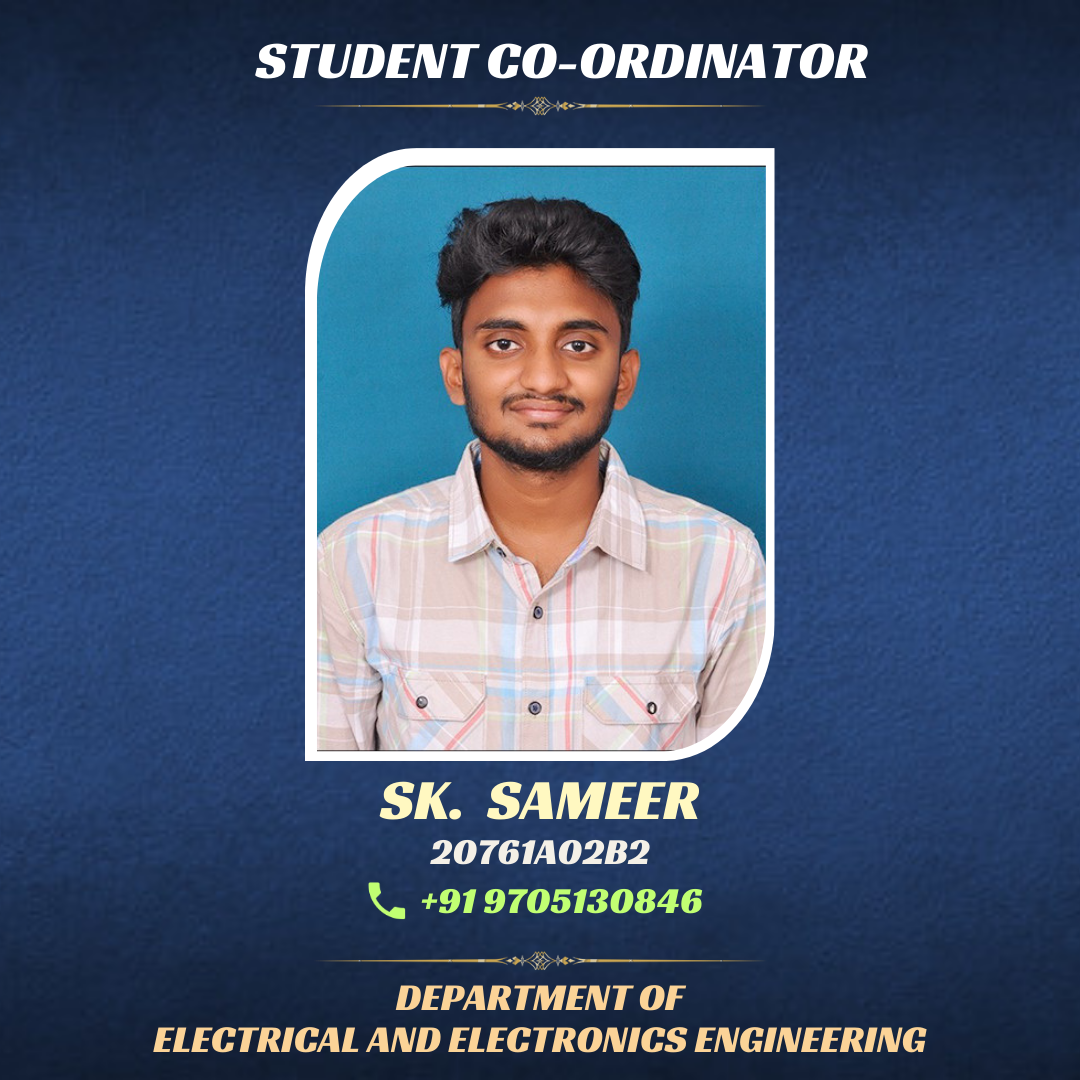 STUDENT CO-ORDINATOR
SK. SAMEER
20761A02B2
+91 9705130846
DEPARTMENT OF
ELECTRICAL AND ELECTRONICS ENGINEERING